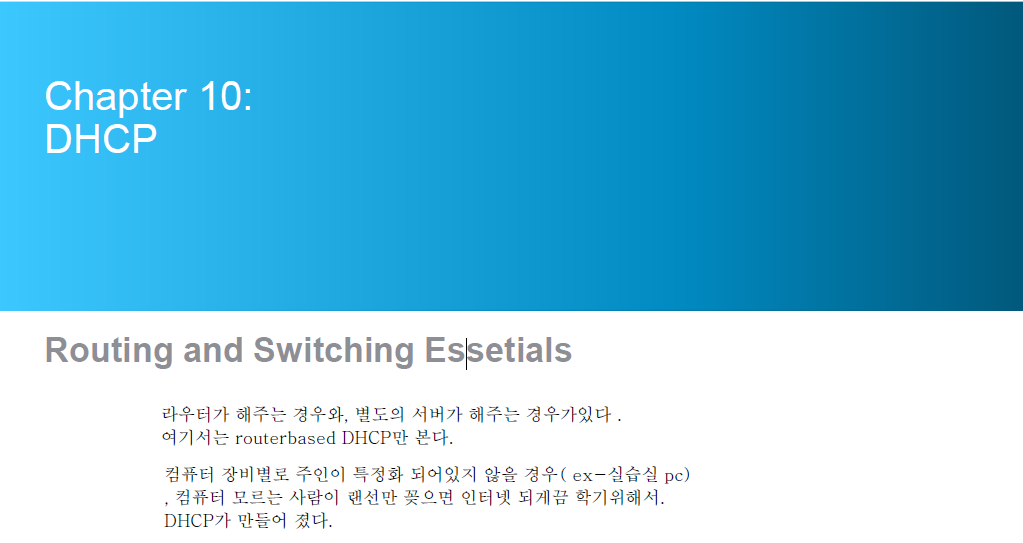 Chapter 10:
DHCP
Routing and Switching Essetials
라우터가 해주는 경우와, 별도의 서버가 해주는 경우가있다 .
여기서는 routerbased DHCP만 본다.
컴퓨터 장비별로 주인이 특정화 되어있지 않을 경우( ex-실습실 pc)
, 컴퓨터 모르는 사람이 랜선만 꽂으면 인터넷 되게끔 학기위해서.
DHCP가 만들어 졌다.